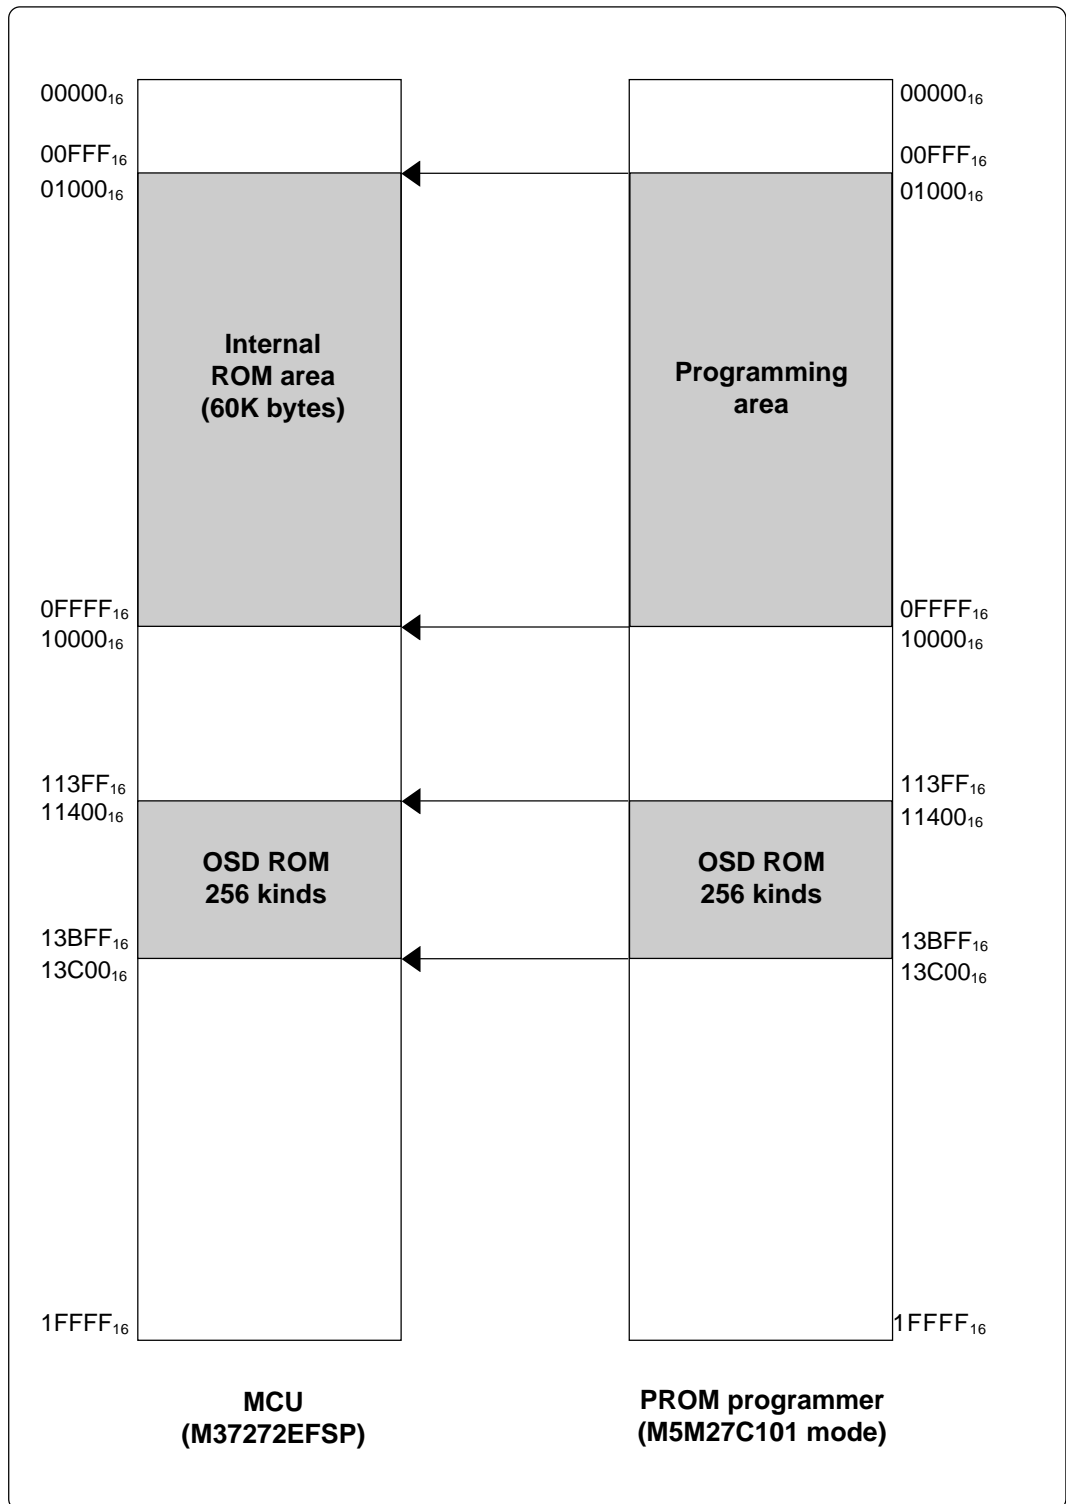 00000₁₆
00FFF₁₆
01000₁₆
Internal
ROM area
(60K bytes)
0FFFF₁₆
10000₁₆
113FF₁₆
11400₁₆
OSD ROM
256 kinds
13BFF₁₆
13C00₁₆
1FFFF₁₆
MCU
(M37272EFSP)
00000₁₆
00FFF₁₆
01000₁₆
Programming
area
0FFFF₁₆
10000₁₆
113FF₁₆
11400₁₆
OSD ROM
256 kinds
13BFF₁₆
13C00₁₆
1FFFF₁₆
PROM programmer
(M5M27C101 mode)